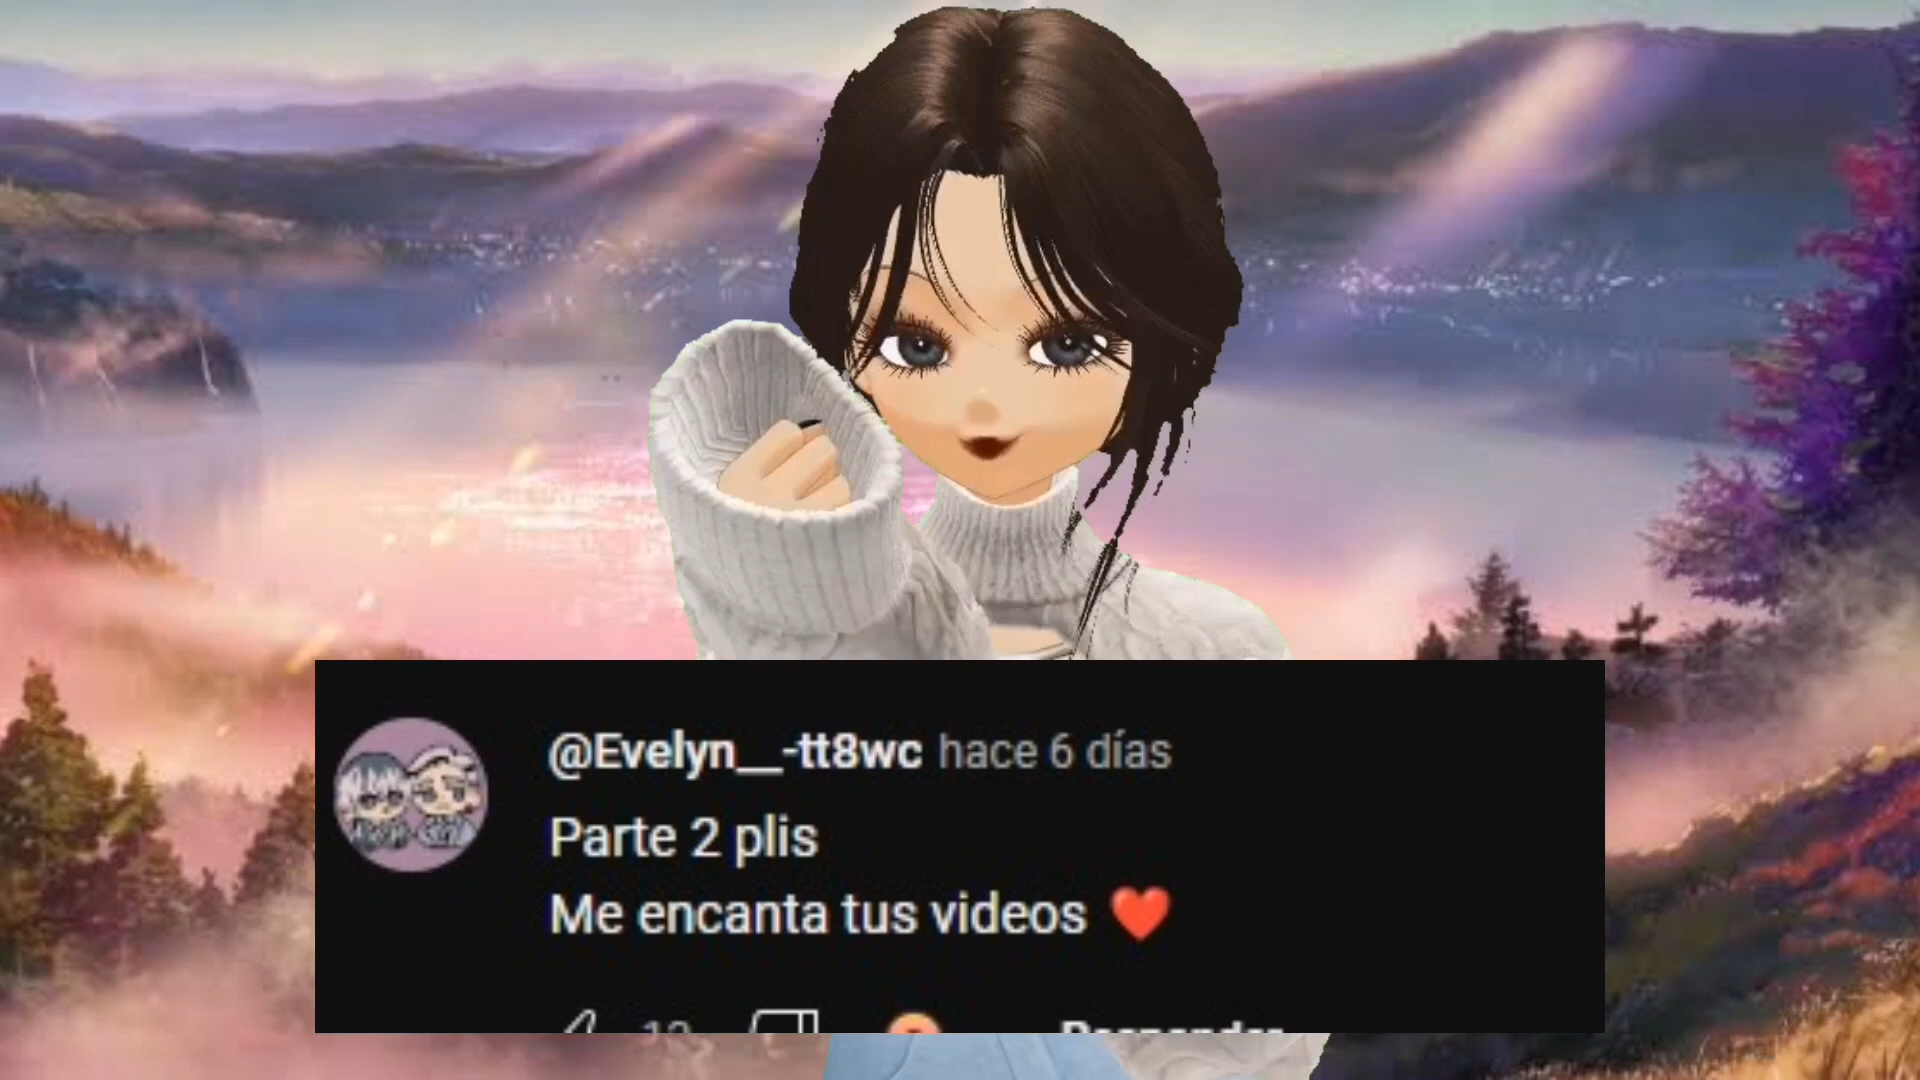 @Evelyn__-tt8wc hace 6 días
Parte 2 plis
Me encanta tus videos ❤️